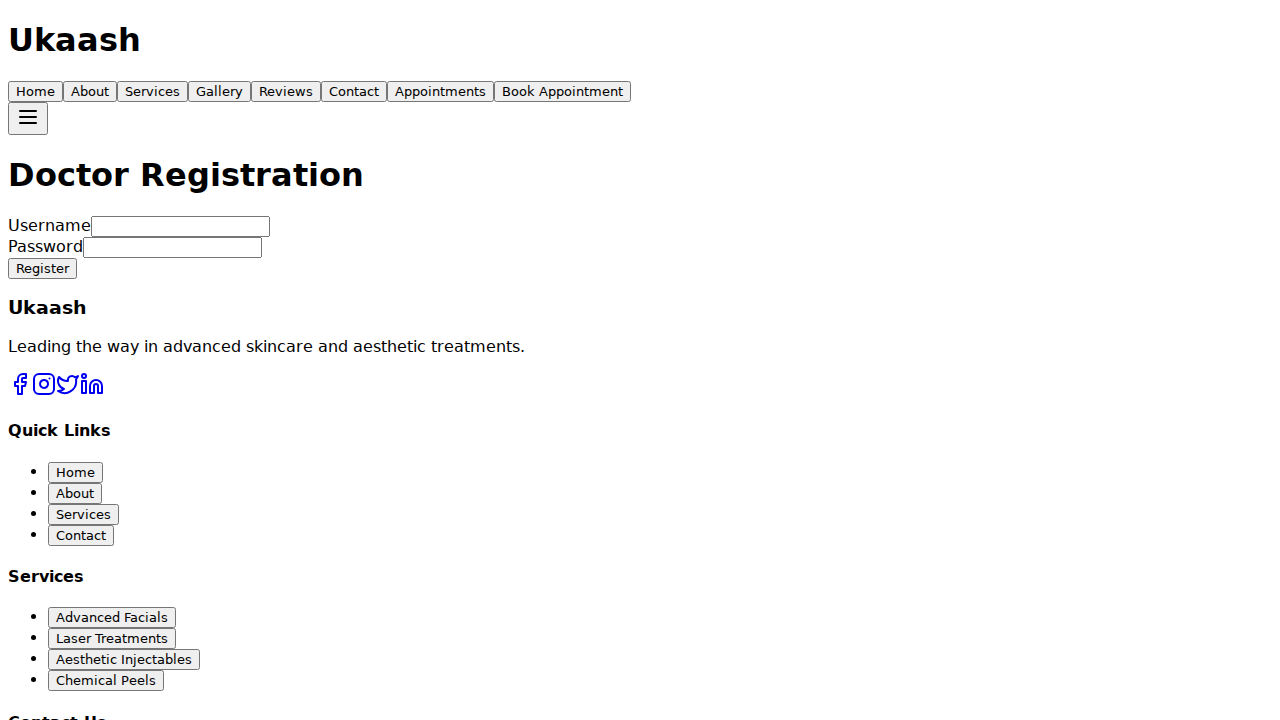 Ukaash
Home About Services Gallery Reviews Contact Appointments Book Appointment
Doctor Registration
Username
Password
Register
Ukaash
Leading the way in advanced skincare and aesthetic treatments.
Quick Links
Home
About
Services
Contact
Services
Advanced Facials
Laser Treatments
Aesthetic Injectables
Chemical Peels
Contact Us